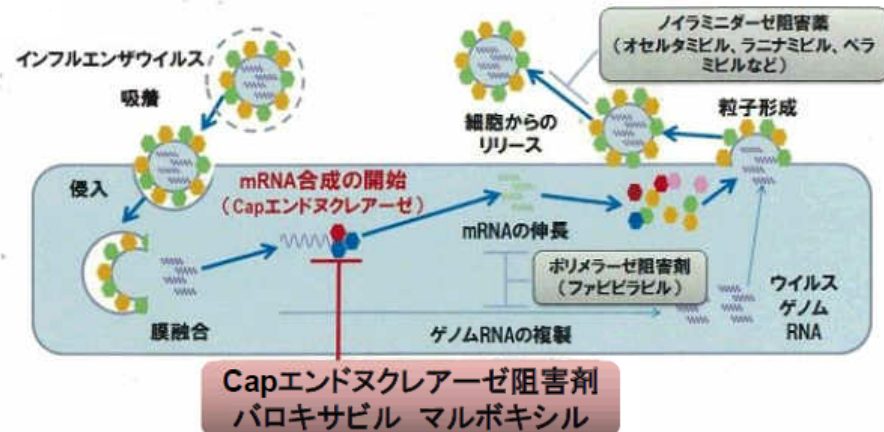 ノイラミニダーゼ阻害薬
（オセルタミビル、ラニナミビル、ペラ
ミビルなど）
インフルエンザウイルス
吸着
細胞からの
リリース
粒子形成
侵入
mRNA合成の開始
（Capエンドヌクレアーゼ）
mRNAの伸長
ポリメラーゼ阻害剤
（ファビピラビル）
ウイルス
ゲノム
RNA
膜融合
ゲノムRNAの複製
Capエンドヌクレアーゼ阻害剤
バロキサビル マルボキシル